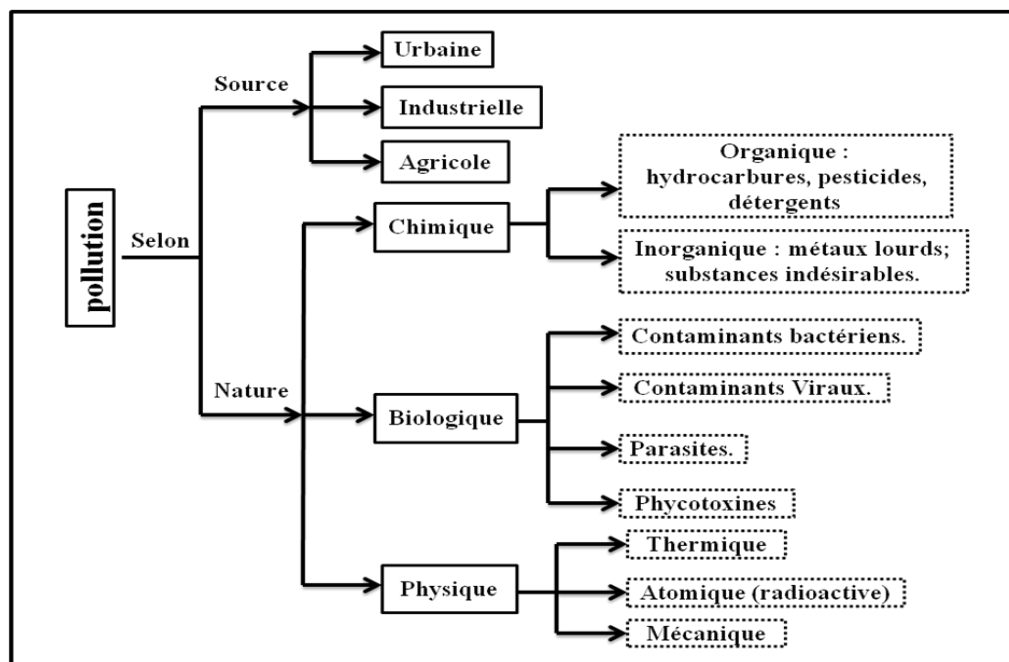 pollution
Selon
Source
Urbaine
Industrielle
Agricole
Nature
Chimique
Organique :
hydrocarbures, pesticides,
détergents
Inorganique : métaux lourds;
substances indésirables.
Biologique
Contaminants bactériens.
Contaminants Viraux.
Parasites.
Phycotoxines
Physique
Thermique
Atomique (radioactive)
Mécanique